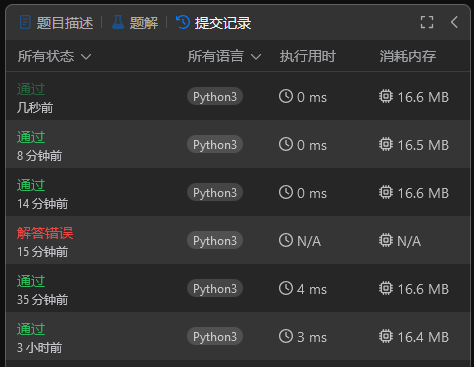 题目描述 题解 提交记录
所有状态 所有语言 执行用时 消耗内存
通过 Python3 0 ms 16.6 MB
几秒前
通过 Python3 0 ms 16.5 MB
8 分钟前
通过 Python3 0 ms 16.6 MB
14 分钟前
解答错误 Python3 N/A N/A
15 分钟前
通过 Python3 4 ms 16.6 MB
35 分钟前
通过 Python3 3 ms 16.4 MB
3 小时前